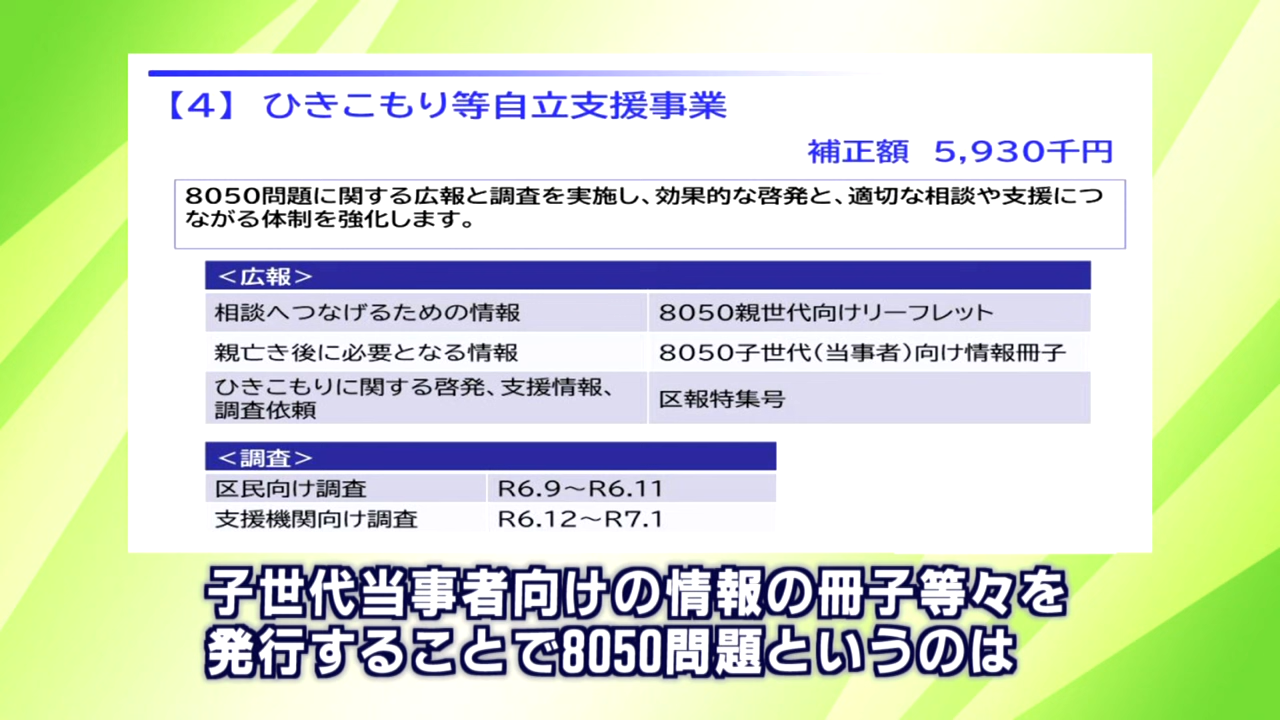 【４】 ひきこもり等自立支援事業
補正額 5,930千円
8050問題に関する広報と調査を実施し、効果的な啓発と、適切な相談や支援につ
ながる体制を強化します。
＜広報＞
相談へつなげるための情報 8050親世代向けリーフレット
親亡き後に必要となる情報 8050子世代（当事者）向け情報冊子
ひきこもりに関する啓発、支援情報、
調査依頼 区報特集号
＜調査＞
区民向け調査 R6.9～R6.11
支援機関向け調査 R6.12～R7.1
子世代当事者向けの情報の冊子等々を
発行することで8050問題というのは